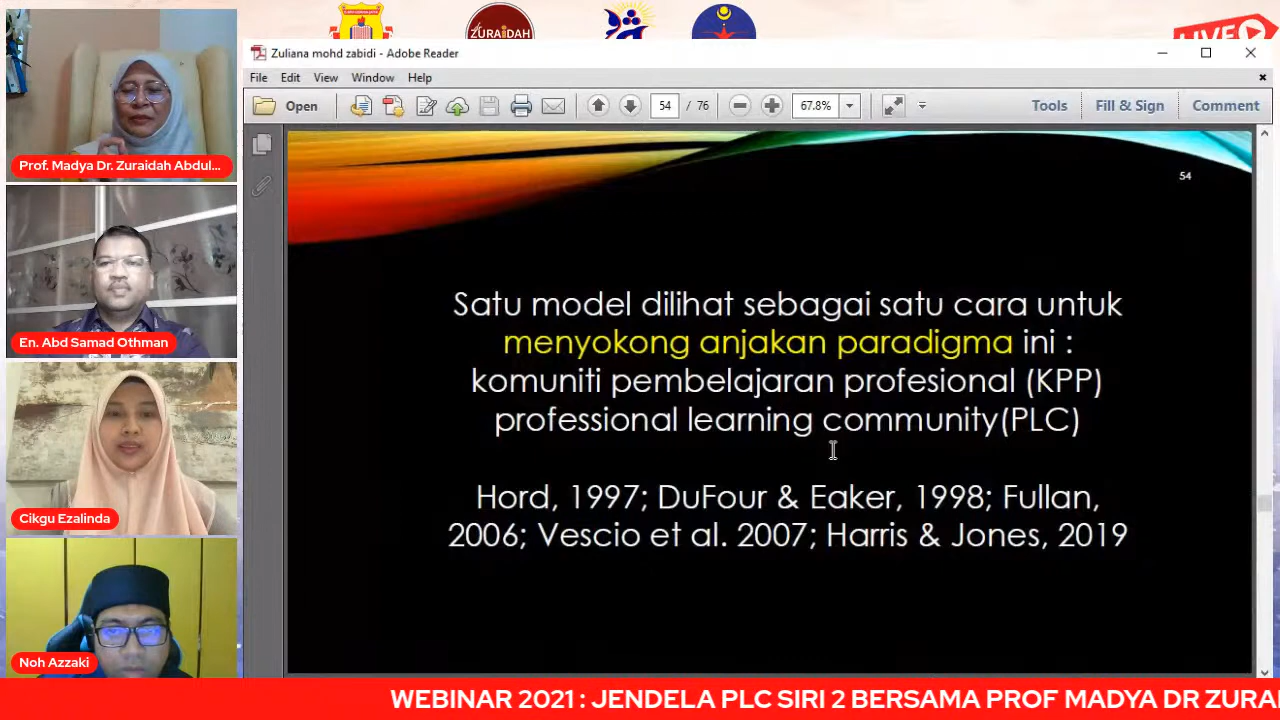 ZURAIDAH
LIVE
Prof. Madya Dr. Zuraidah Abdul...
En. Abd Samad Othman
Cikgu Ezalinda
Noh Azzaki
Zuliana mohd zabidi - Adobe Reader
File Edit View Window Help
Open 54 / 76 67.8% Tools Fill & Sign Comment
54
Satu model dilihat sebagai satu cara untuk
menyokong anjakan paradigma ini :
komuniti pembelajaran profesional (KPP)
professional learning community(PLC)
Hord, 1997; DuFour & Eaker, 1998; Fullan,
2006; Vescio et al. 2007; Harris & Jones, 2019
WEBINAR 2021 : JENDELA PLC SIRI 2 BERSAMA PROF MADYA DR ZURA